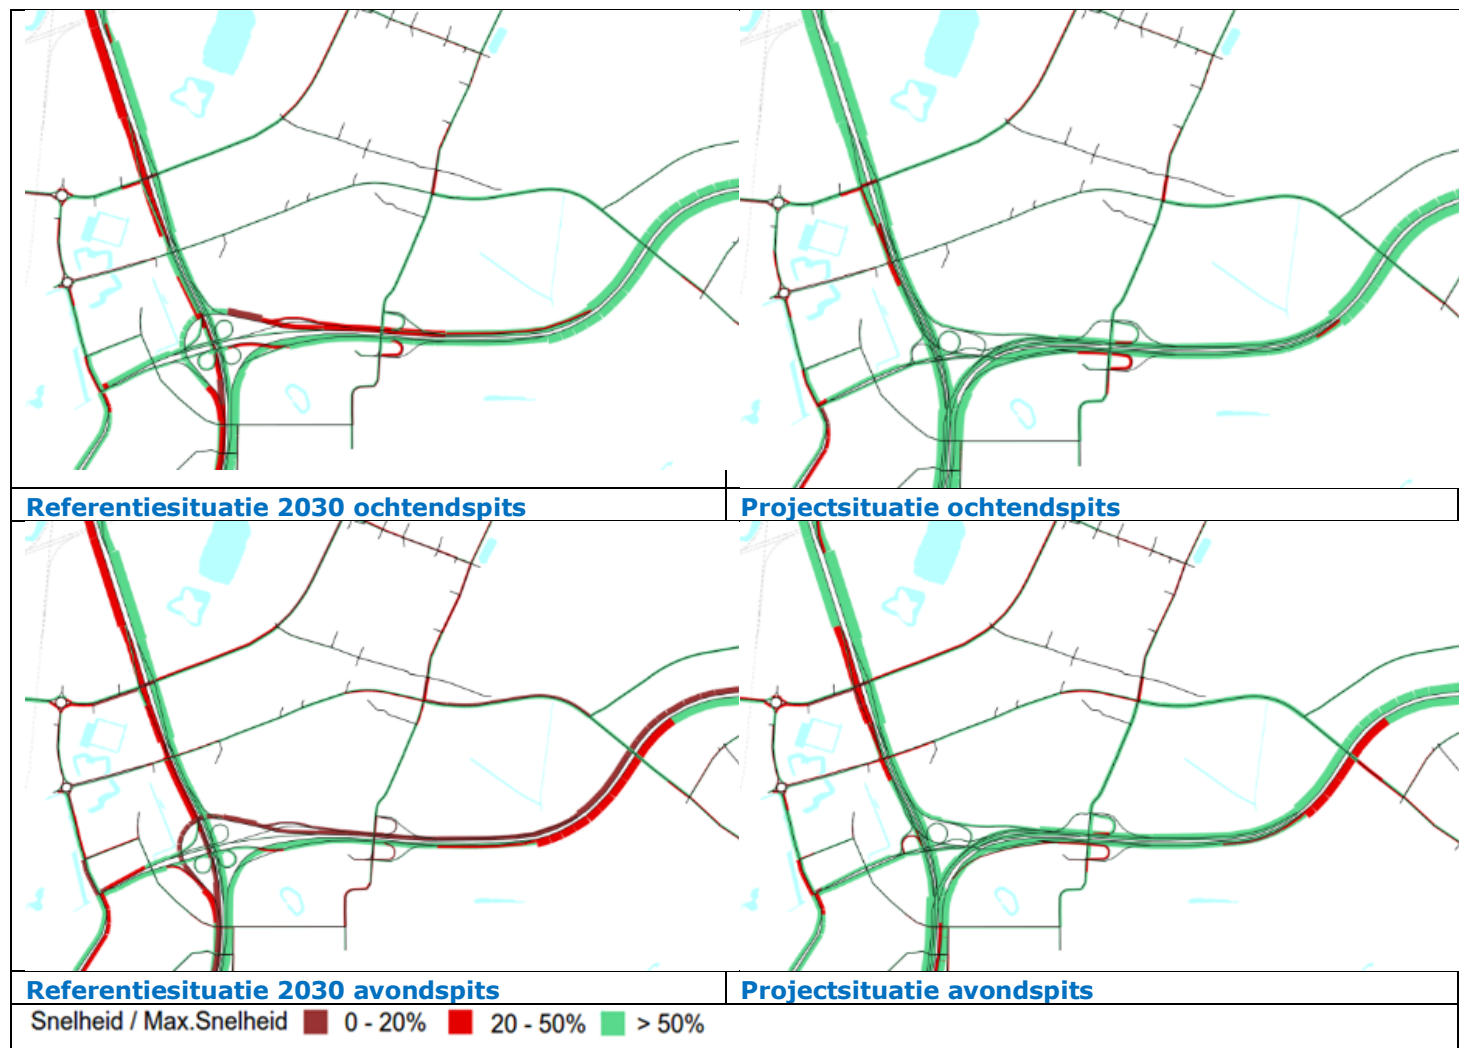 Referentiesituatie 2030 ochtendspits
Projectsituatie ochtendspits
Referentiesituatie 2030 avondspits
Projectsituatie avondspits
Snelheid / Max.Snelheid 0 - 20% 20 - 50% > 50%